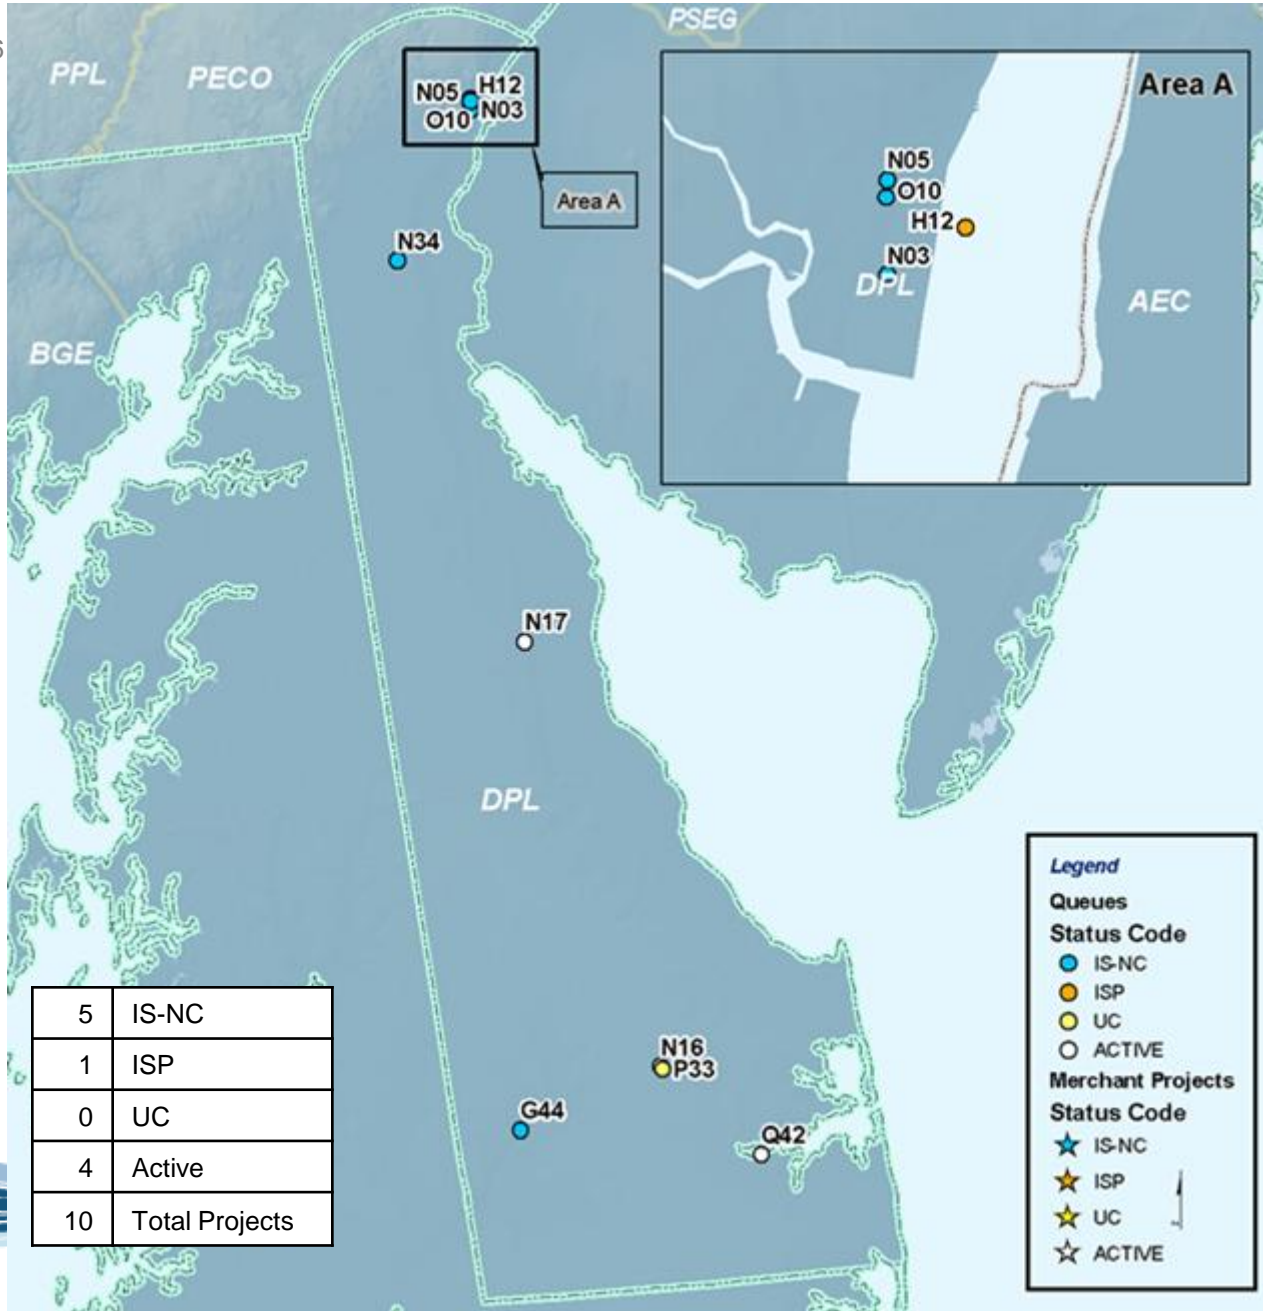 6
PSEG
PPL
PECO
N05 H12
O10 N03
Area A
N34
BGE
Area A
N05
O10
H12
N03
DPL
AEC
N17
DPL
N16
P33
G44
Q42
5 IS-NC
1 ISP
0 UC
4 Active
10 Total Projects
Legend
Queues
Status Code
IS-NC
ISP
UC
ACTIVE
Merchant Projects
Status Code
IS-NC
ISP
UC
ACTIVE